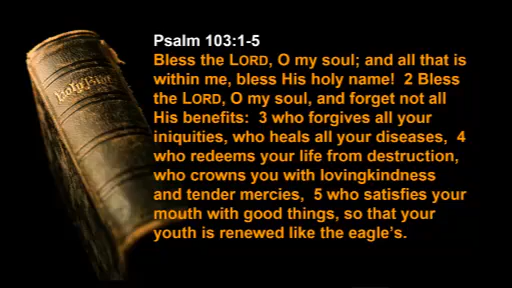 Psalm 103:1-5
Bless the LORD, O my soul; and all that is
within me, bless His holy name!  2 Bless
the LORD, O my soul, and forget not all
His benefits:  3 who forgives all your
iniquities, who heals all your diseases,  4
who redeems your life from destruction,
who crowns you with lovingkindness
and tender mercies,  5 who satisfies your
mouth with good things, so that your
youth is renewed like the eagle’s.
Holy Bible